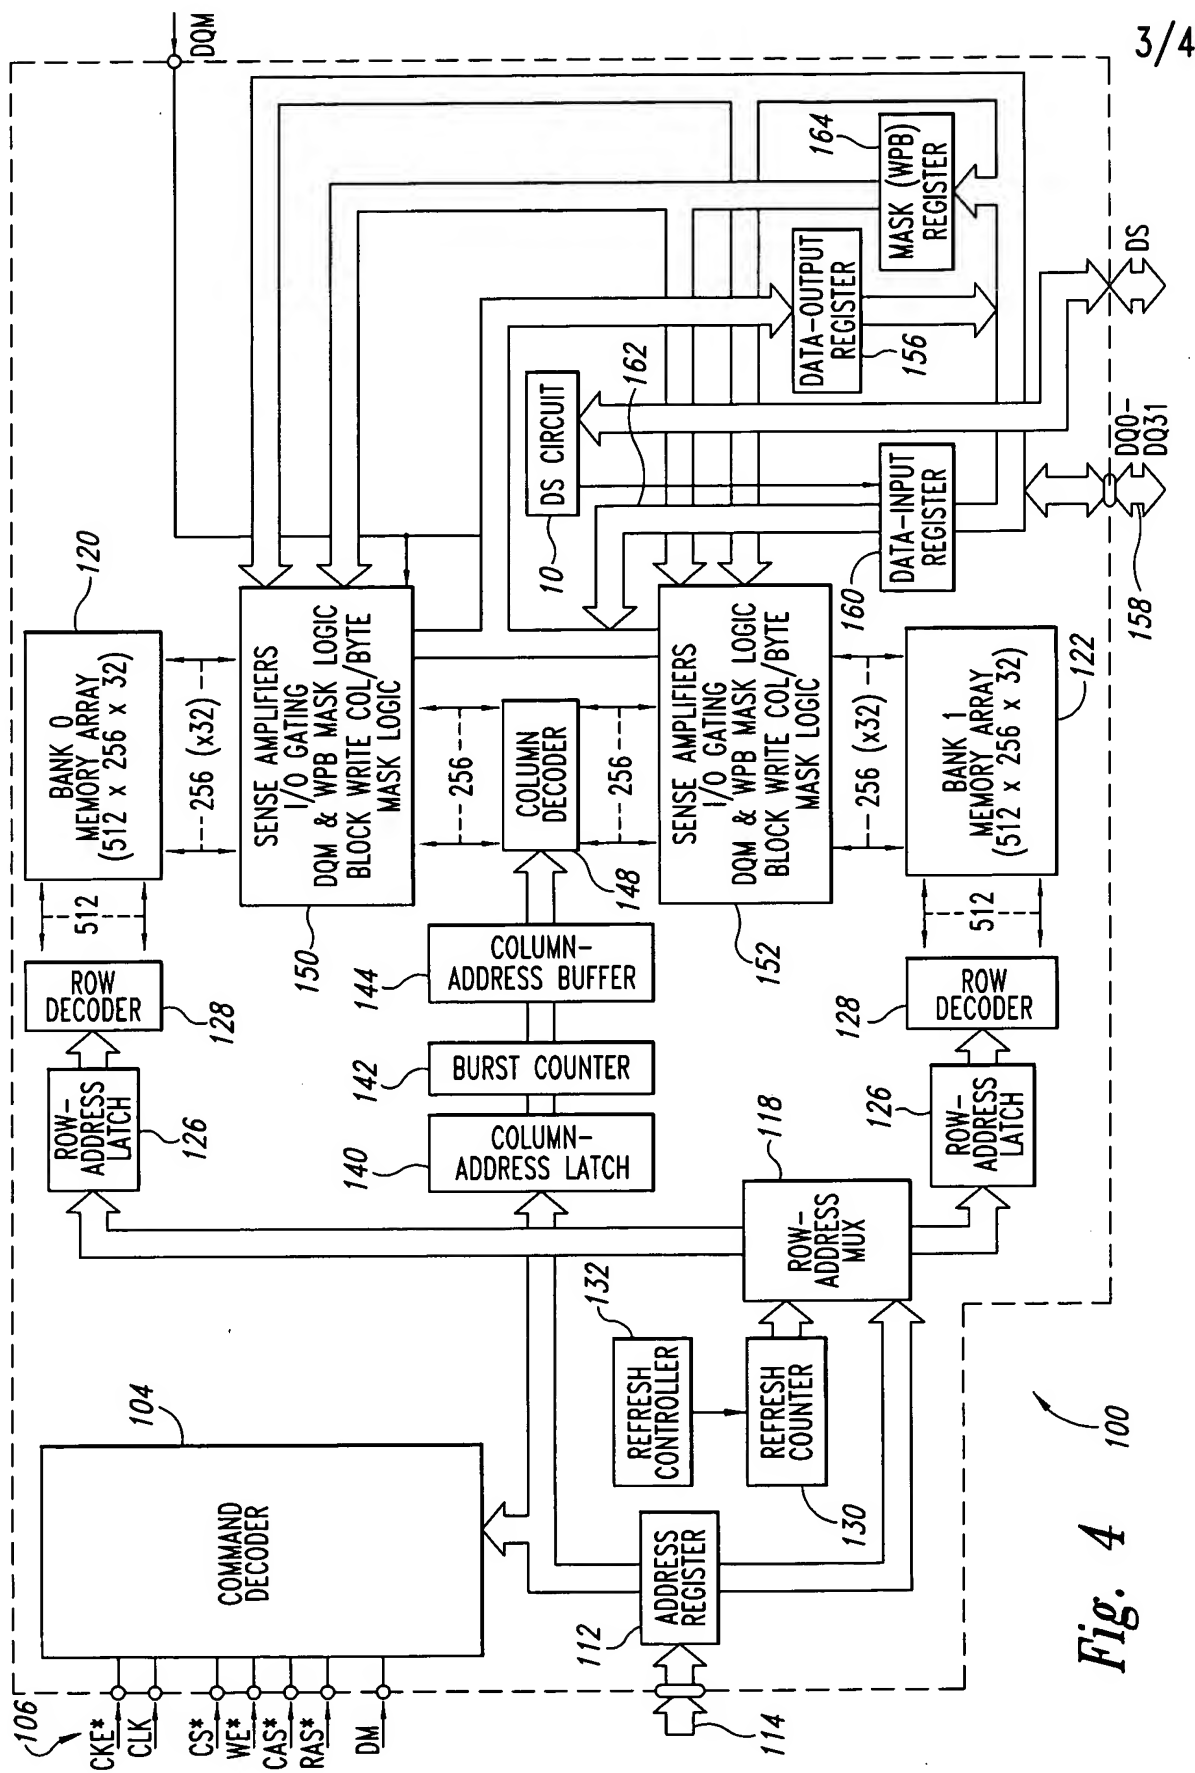 3/4
106
CKE*
CLK
CS*
WE*
CAS*
RAS*
DM
COMMAND
DECODER
104
114
112
ADDRESS
REGISTER
REFRESH
CONTROLLER
132
REFRESH
COUNTER
130
ROW-
ADDRESS
MUX
118
ROW-
ADDRESS
LATCH
126
ROW
DECODER
128
512
BANK 0
MEMORY ARRAY
(512 x 256 x 32)
120
256 (x32)
SENSE AMPLIFIERS
I/O GATING
DQM & WPB MASK LOGIC
BLOCK WRITE COL/BYTE
MASK LOGIC
150
256
COLUMN-
ADDRESS LATCH
140
BURST COUNTER
142
COLUMN-
ADDRESS BUFFER
144
COLUMN
DECODER
148
256
SENSE AMPLIFIERS
I/O GATING
DQM & WPB MASK LOGIC
BLOCK WRITE COL/BYTE
MASK LOGIC
152
256 (x32)
ROW-
ADDRESS
LATCH
126
ROW
DECODER
128
512
BANK 1
MEMORY ARRAY
(512 x 256 x 32)
122
DQM
DS CIRCUIT
10
162
DATA-INPUT
REGISTER
160
DATA-OUTPUT
REGISTER
156
MASK (WPB)
REGISTER
164
DQ0-
DQ31
158
DS
100
Fig. 4